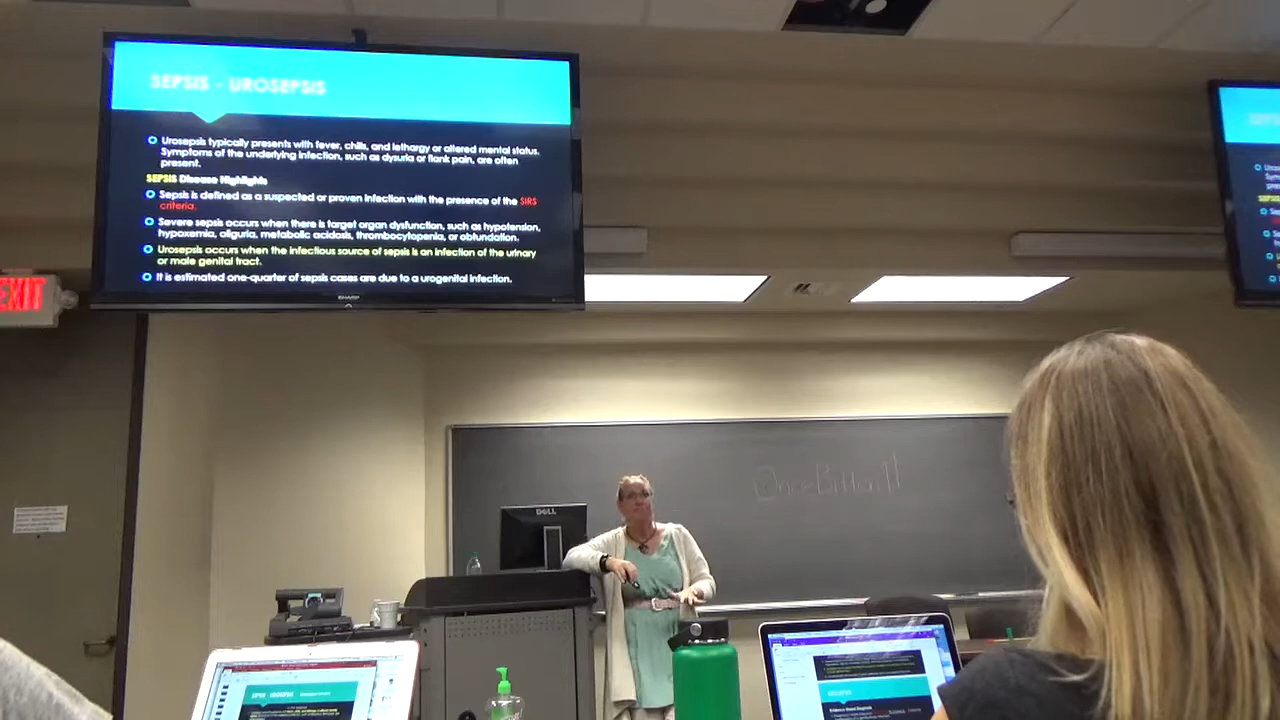 SEPSIS - UROSEPSIS
Urosepsis typically presents with fever, chills, and lethargy or altered mental status.
Symptoms of the underlying infection, such as dysuria or flank pain, are often
present.
SEPSIS Disease Highlights
Sepsis is defined as a suspected or proven infection with the presence of the SIRS
criteria.
Severe sepsis occurs when there is target organ dysfunction, such as hypotension,
hypoxemia, oliguria, metabolic acidosis, thrombocytopenia, or obtundation.
Urosepsis occurs when the infectious source of sepsis is an infection of the urinary
or male genital tract.
It is estimated one-quarter of sepsis cases are due to a urogenital infection.
SHARP
EXIT
DELL